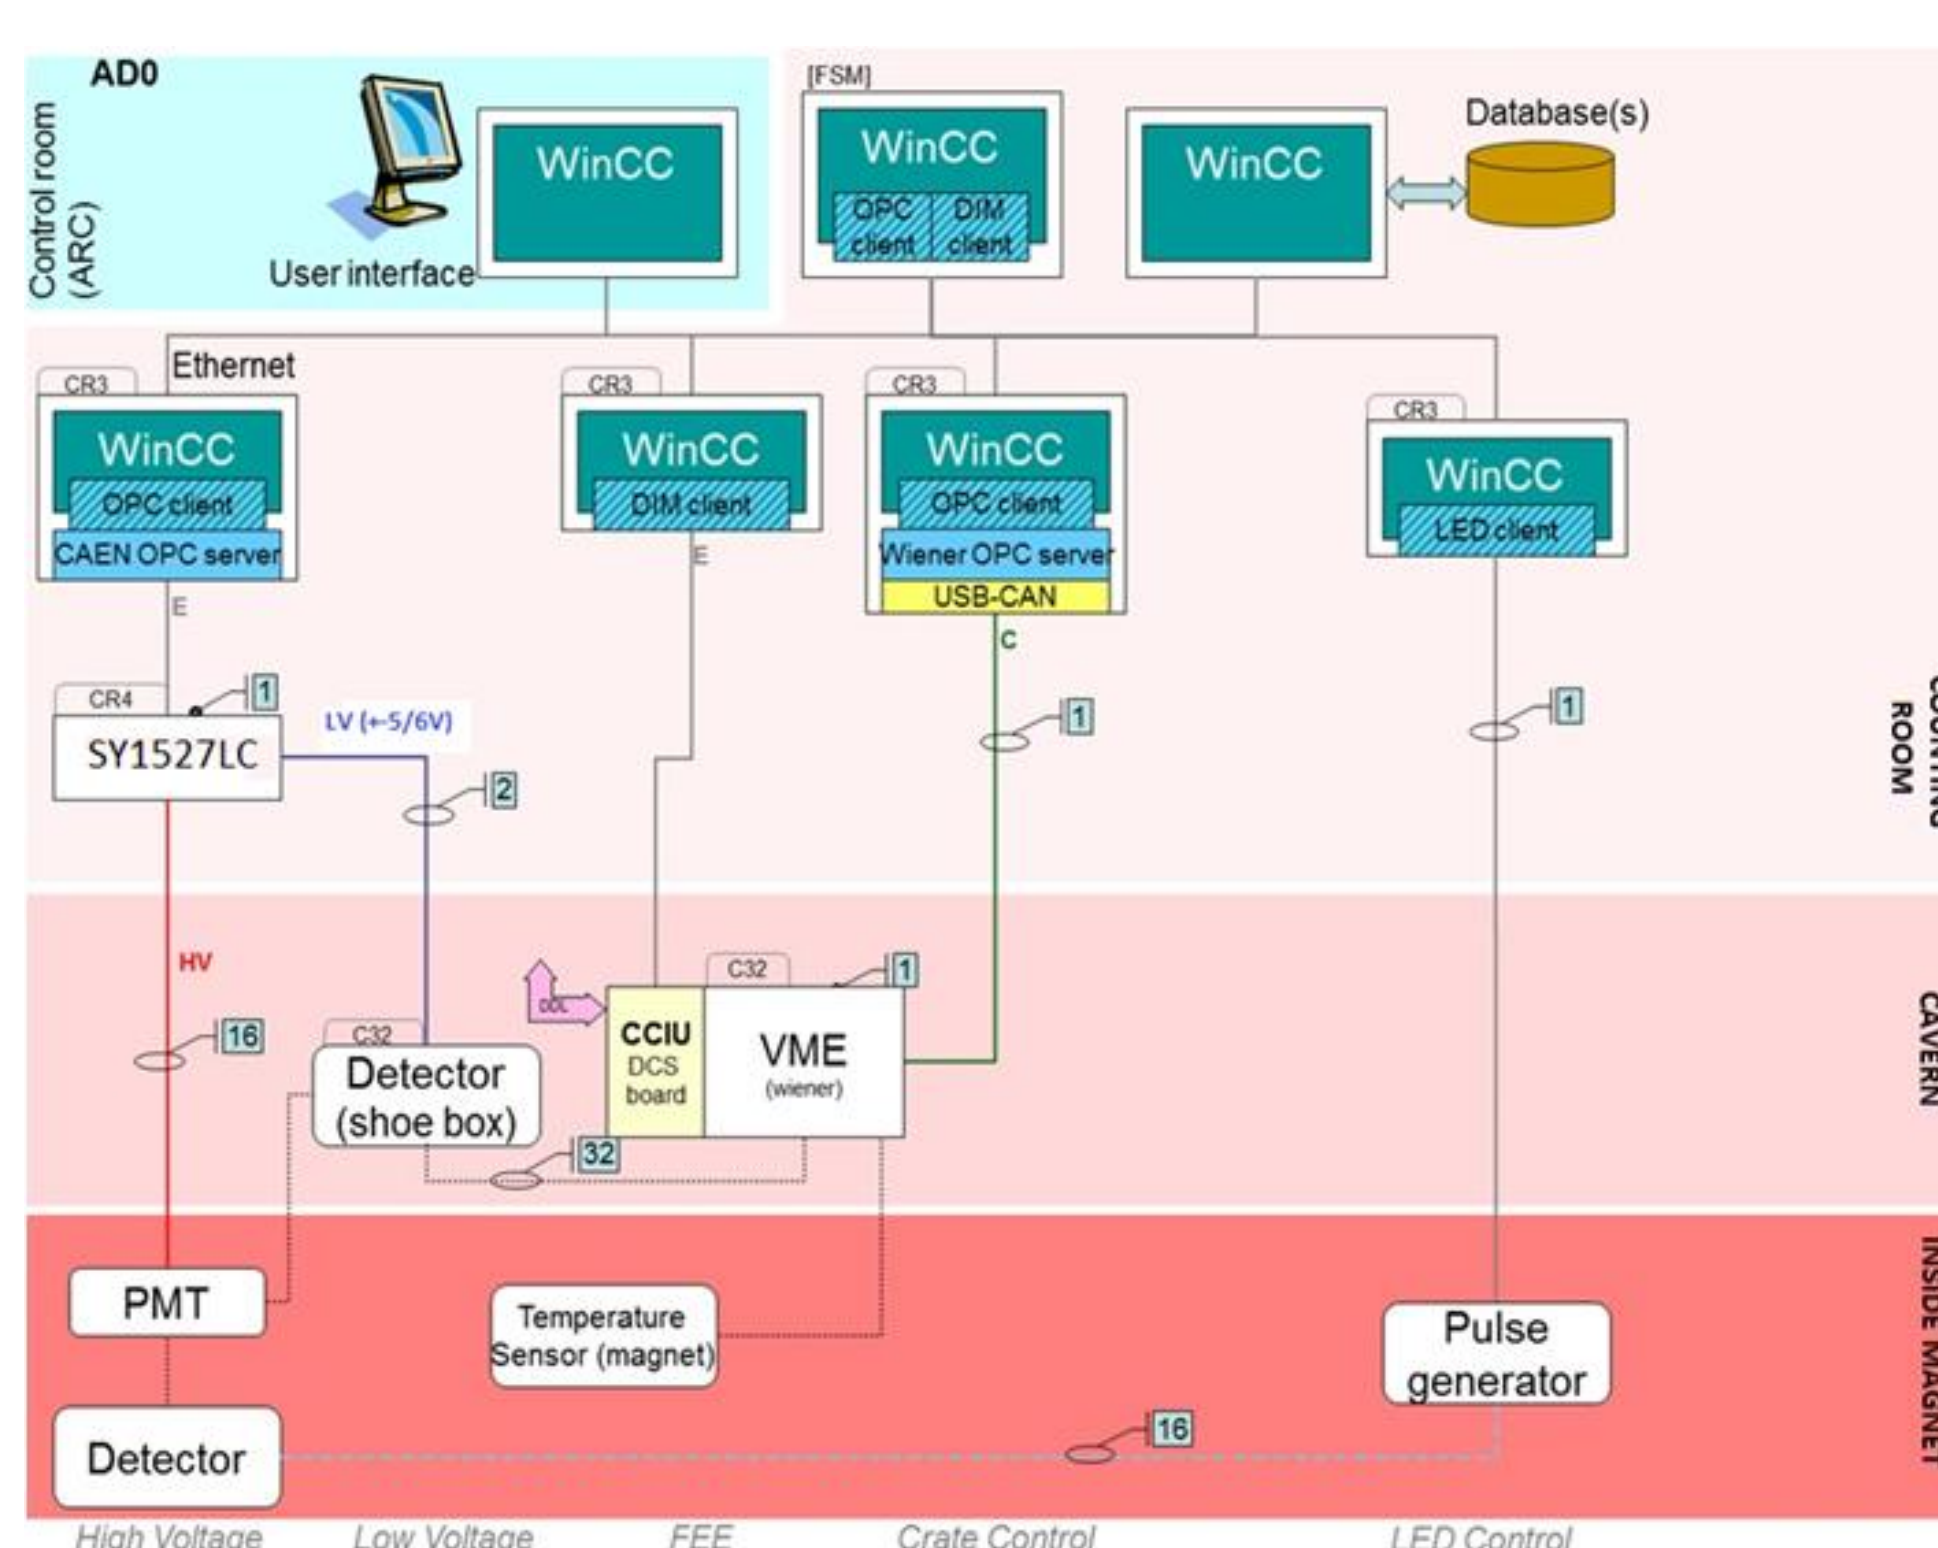 AD0
[FSM]
Control room
(ARC)
WinCC
User interface
WinCC
OPC
client
DIM
client
WinCC
Database(s)
Ethernet
CR3
WinCC
OPC client
CAEN OPC server
E
CR3
WinCC
DIM client
E
CR3
WinCC
OPC client
Wiener OPC server
USB-CAN
C
CR3
WinCC
LED client
CR4
1
SY1527LC
LV (+-5/6V)
2
1
1
COUNTING
ROOM
HV
16
C32
Detector
(shoe box)
DDL
C32
1
CCIU
DCS
board
VME
(wiener)
32
CAVERN
PMT
Temperature
Sensor (magnet)
Pulse
generator
16
Detector
INSIDE MAGNET
High Voltage
Low Voltage
FEE
Crate Control
LED Control